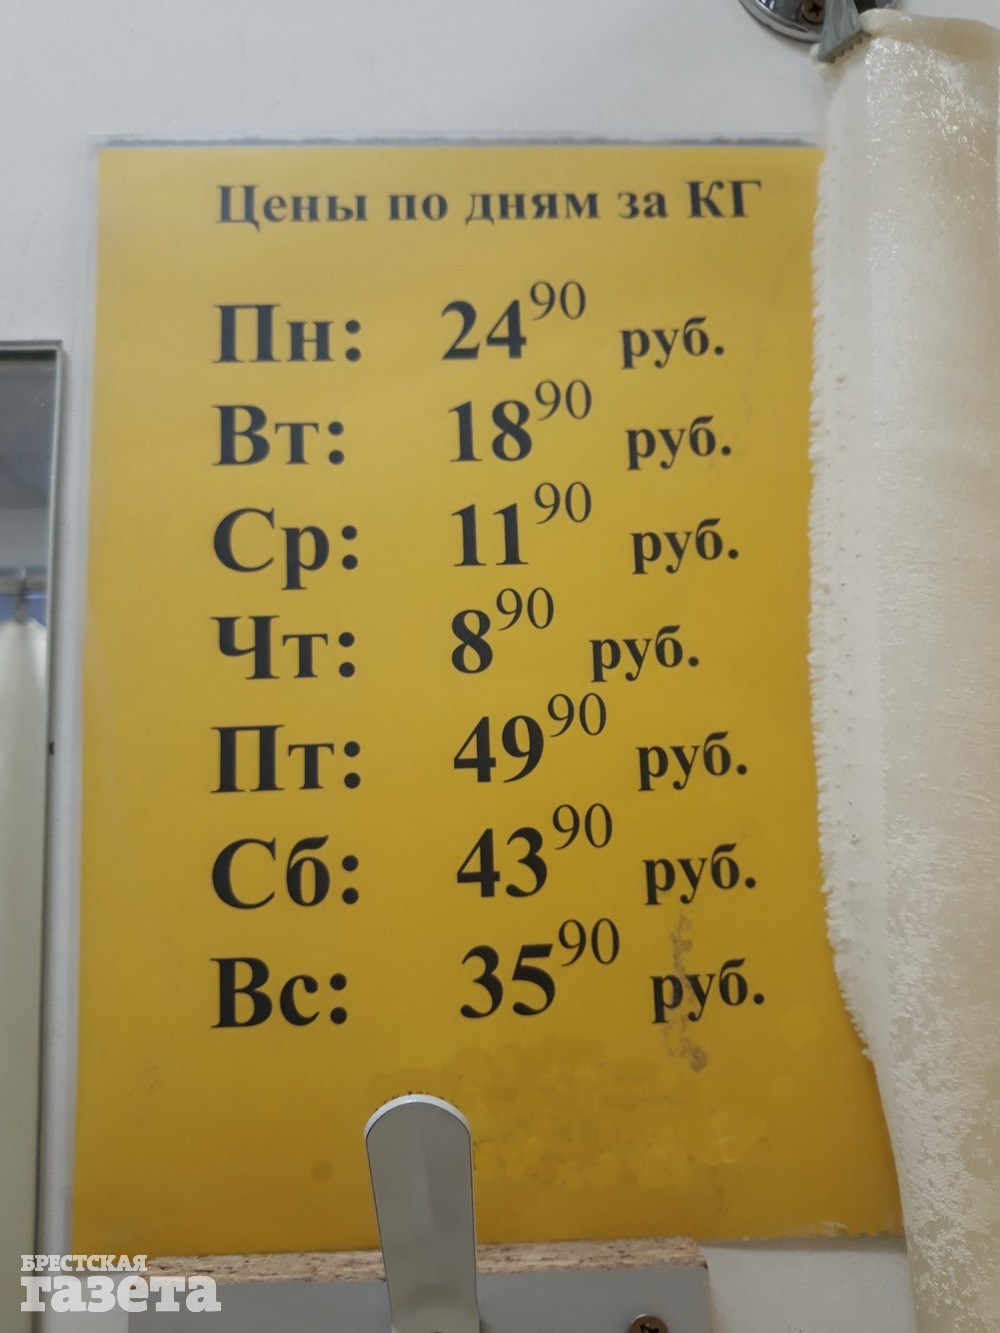 Цены по дням за КГ
Пн: 24⁹⁰ руб.
Вт: 18⁹⁰ руб.
Ср: 11⁹⁰ руб.
Чт: 8⁹⁰ руб.
Пт: 49⁹⁰ руб.
Сб: 43⁹⁰ руб.
Вс: 35⁹⁰ руб.
БРЕСТСКАЯ
газета